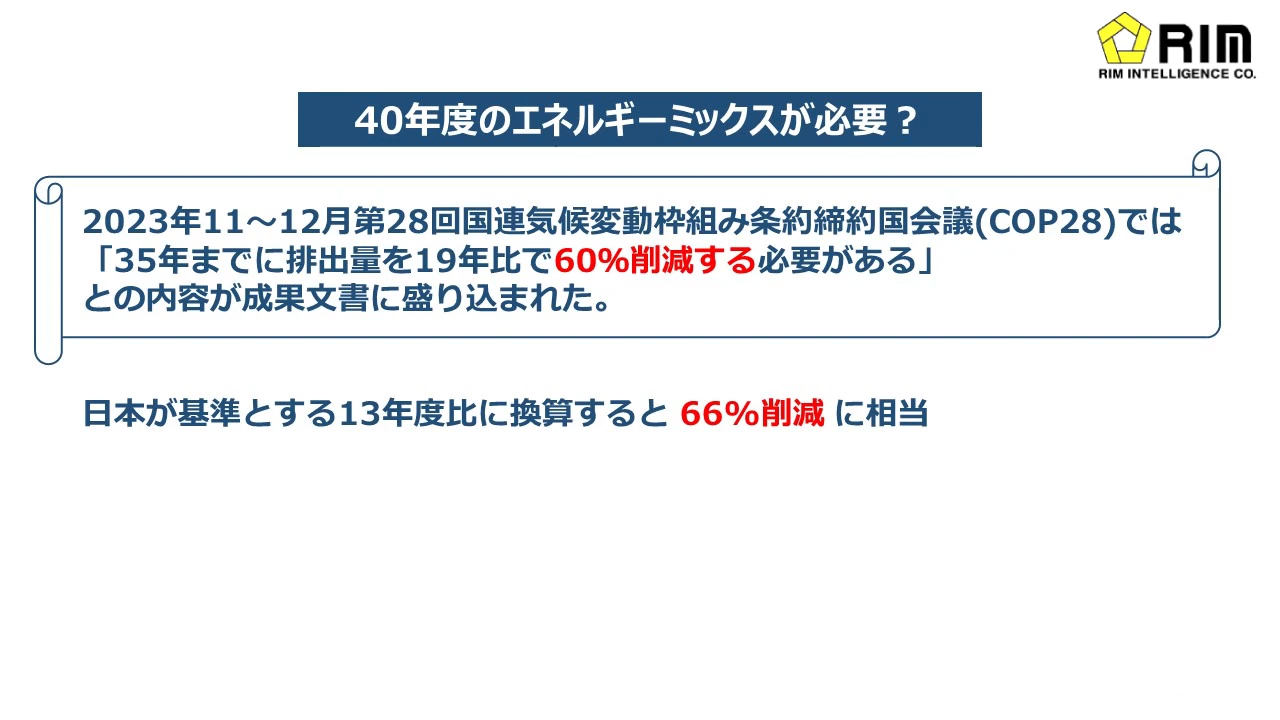 RIM
RIM INTELLIGENCE CO.
40年度のエネルギーミックスが必要？
2023年11～12月第28回国連気候変動枠組み条約締約国会議(COP28)では
「35年までに排出量を19年比で60%削減する必要がある」
との内容が成果文書に盛り込まれた。
日本が基準とする13年度比に換算すると 66%削減 に相当